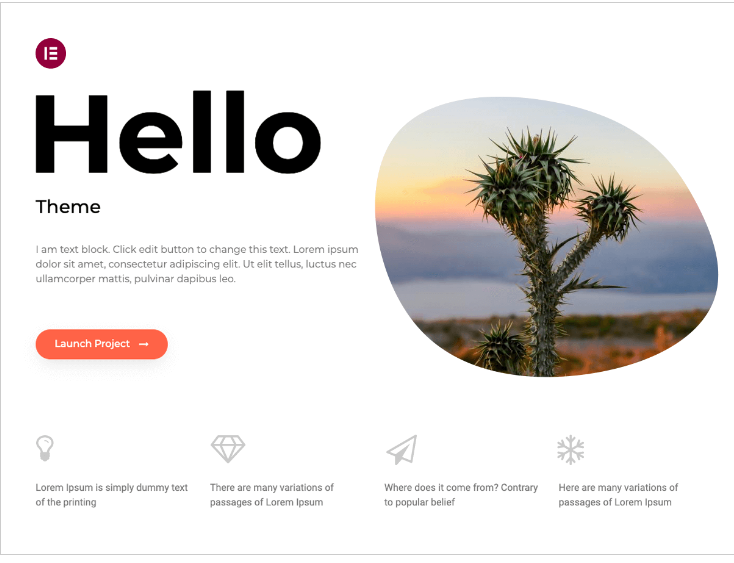 Hello
Theme
I am text block. Click edit button to change this text. Lorem ipsum
dolor sit amet, consectetur adipiscing elit. Ut elit tellus, luctus nec
ullamcorper mattis, pulvinar dapibus leo.
Launch Project →
Lorem Ipsum is simply dummy text
of the printing
There are many variations of
passages of Lorem Ipsum
Where does it come from? Contrary
to popular belief
Here are many variations of
passages of Lorem Ipsum